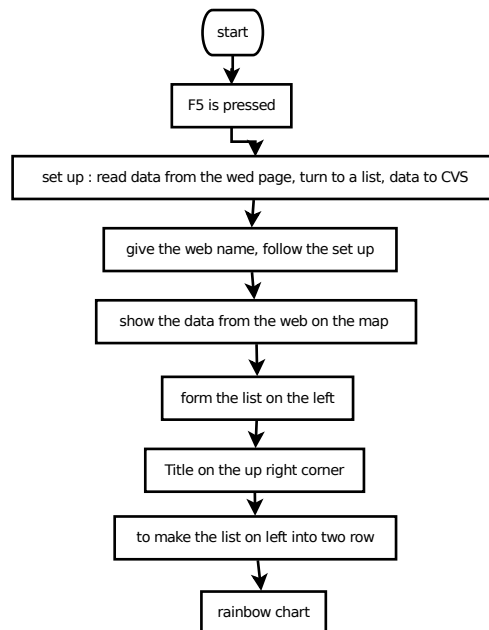 start
F5 is pressed
set up : read data from the wed page, turn to a list, data to CVS
give the web name, follow the set up
show the data from the web on the map
form the list on the left
Title on the up right corner
to make the list on left into two row
rainbow chart